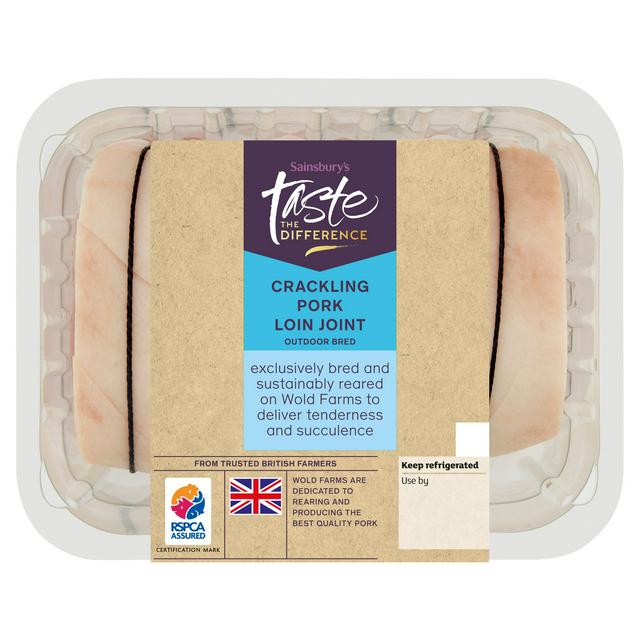 Sainsbury's
taste
THE
DIFFERENCE
CRACKLING
PORK
LOIN JOINT
OUTDOOR BRED
exclusively bred and
sustainably reared
on Wold Farms to
deliver tenderness
and succulence
FROM TRUSTED BRITISH FARMERS
RSPCA
ASSURED
CERTIFICATION MARK
WOLD FARMS ARE
DEDICATED TO
REARING AND
PRODUCING THE
BEST QUALITY PORK
Keep refrigerated
Use by